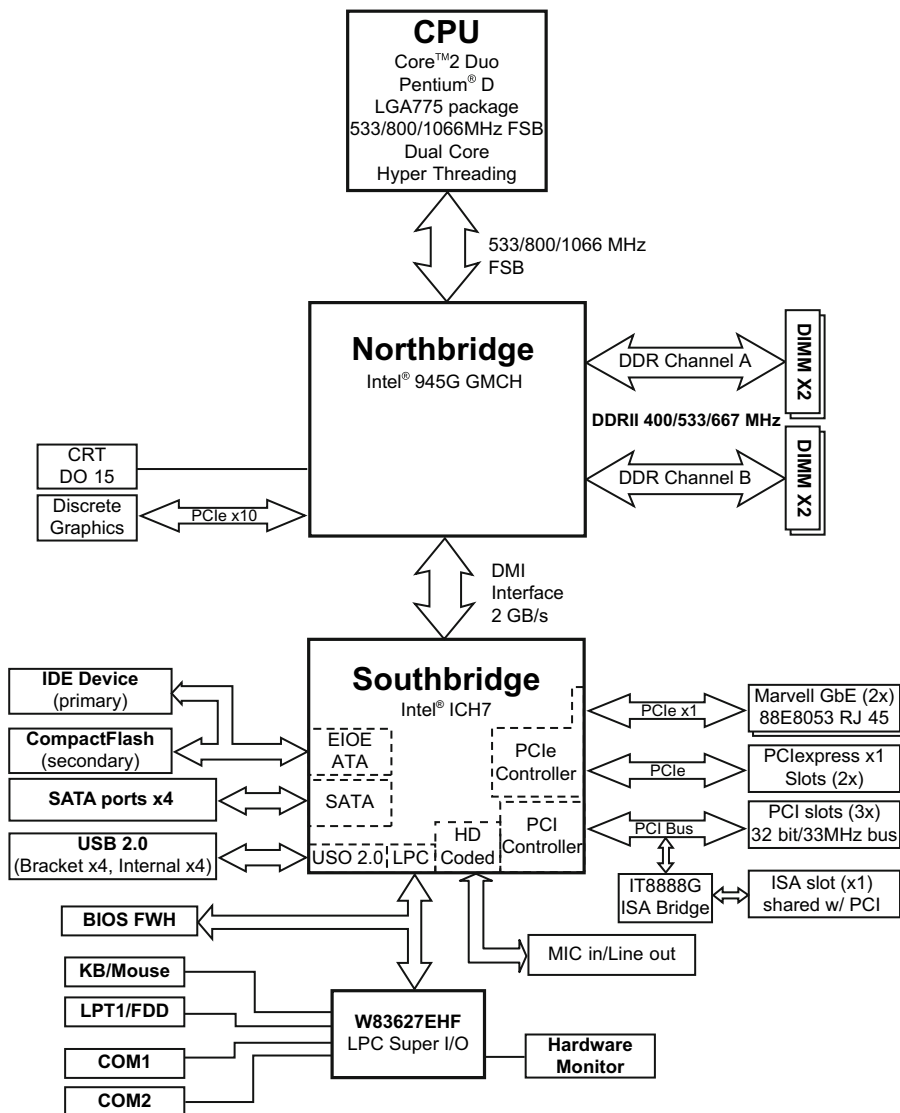 CPU
Core™2 Duo
Pentium® D
LGA775 package
533/800/1066MHz FSB
Dual Core
Hyper Threading
533/800/1066 MHz
FSB
Northbridge
Intel® 945G GMCH
DDR Channel A
DIMM X2
DDRII 400/533/667 MHz
DDR Channel B
DIMM X2
CRT
DO 15
Discrete
Graphics
PCIe x10
DMI
Interface
2 GB/s
Southbridge
Intel® ICH7
IDE Device
(primary)
CompactFlash
(secondary)
SATA ports x4
USB 2.0
(Bracket x4, Internal x4)
EIOE
ATA
SATA
USO 2.0
LPC
HD
Coded
PCIe
Controller
PCI
Controller
PCIe x1
Marvell GbE (2x)
88E8053 RJ 45
PCIe
PCIexpress x1
Slots (2x)
PCI Bus
PCI slots (3x)
32 bit/33MHz bus
IT8888G
ISA Bridge
ISA slot (x1)
shared w/ PCI
BIOS FWH
MIC in/Line out
KB/Mouse
LPT1/FDD
COM1
COM2
W83627EHF
LPC Super I/O
Hardware
Monitor